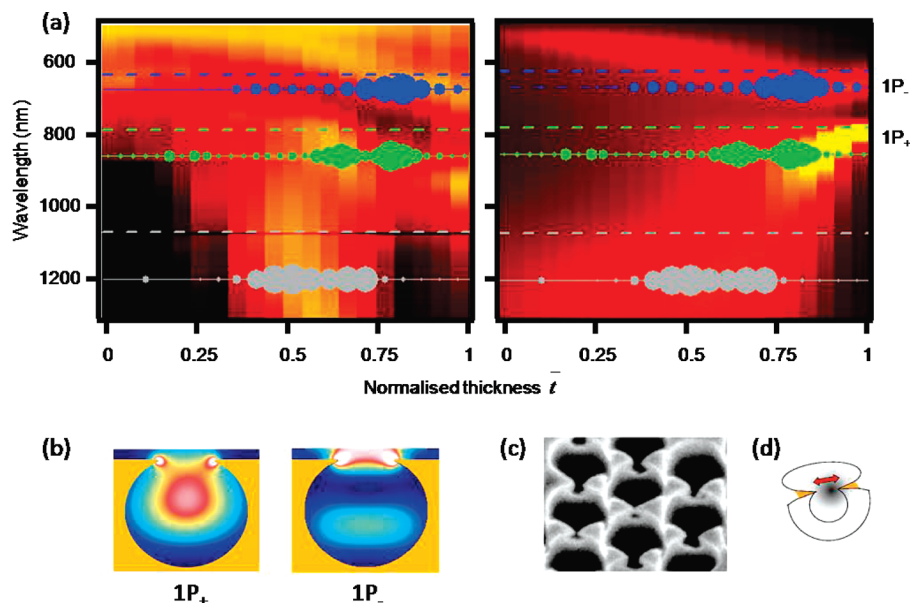 (a)
Wavelength (nm)
600
800
1000
1200
0 0.25 0.5 0.75 1
0 0.25 0.5 0.75 1
1P-
1P+
Normalised thickness t̅
(b)
1P+
1P-
(c)
(d)